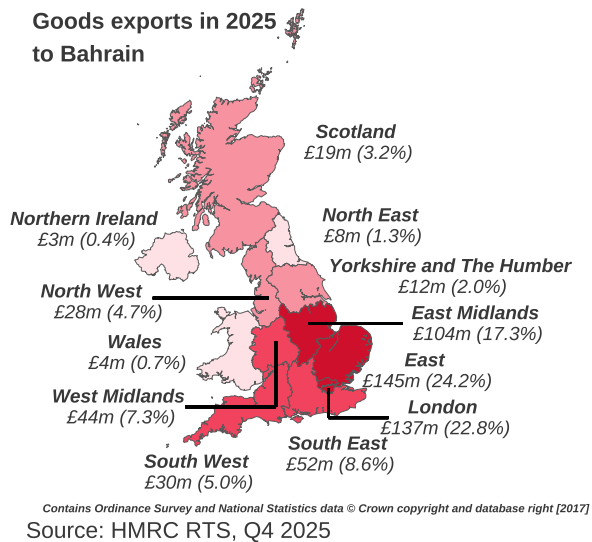 Goods exports in 2025
to Bahrain
Scotland
£19m (3.2%)
Northern Ireland
£3m (0.4%)
North East
£8m (1.3%)
Yorkshire and The Humber
£12m (2.0%)
North West
£28m (4.7%)
East Midlands
£104m (17.3%)
Wales
£4m (0.7%)
East
£145m (24.2%)
West Midlands
£44m (7.3%)
London
£137m (22.8%)
South East
£52m (8.6%)
South West
£30m (5.0%)
Contains Ordinance Survey and National Statistics data © Crown copyright and database right [2017]
Source: HMRC RTS, Q4 2025